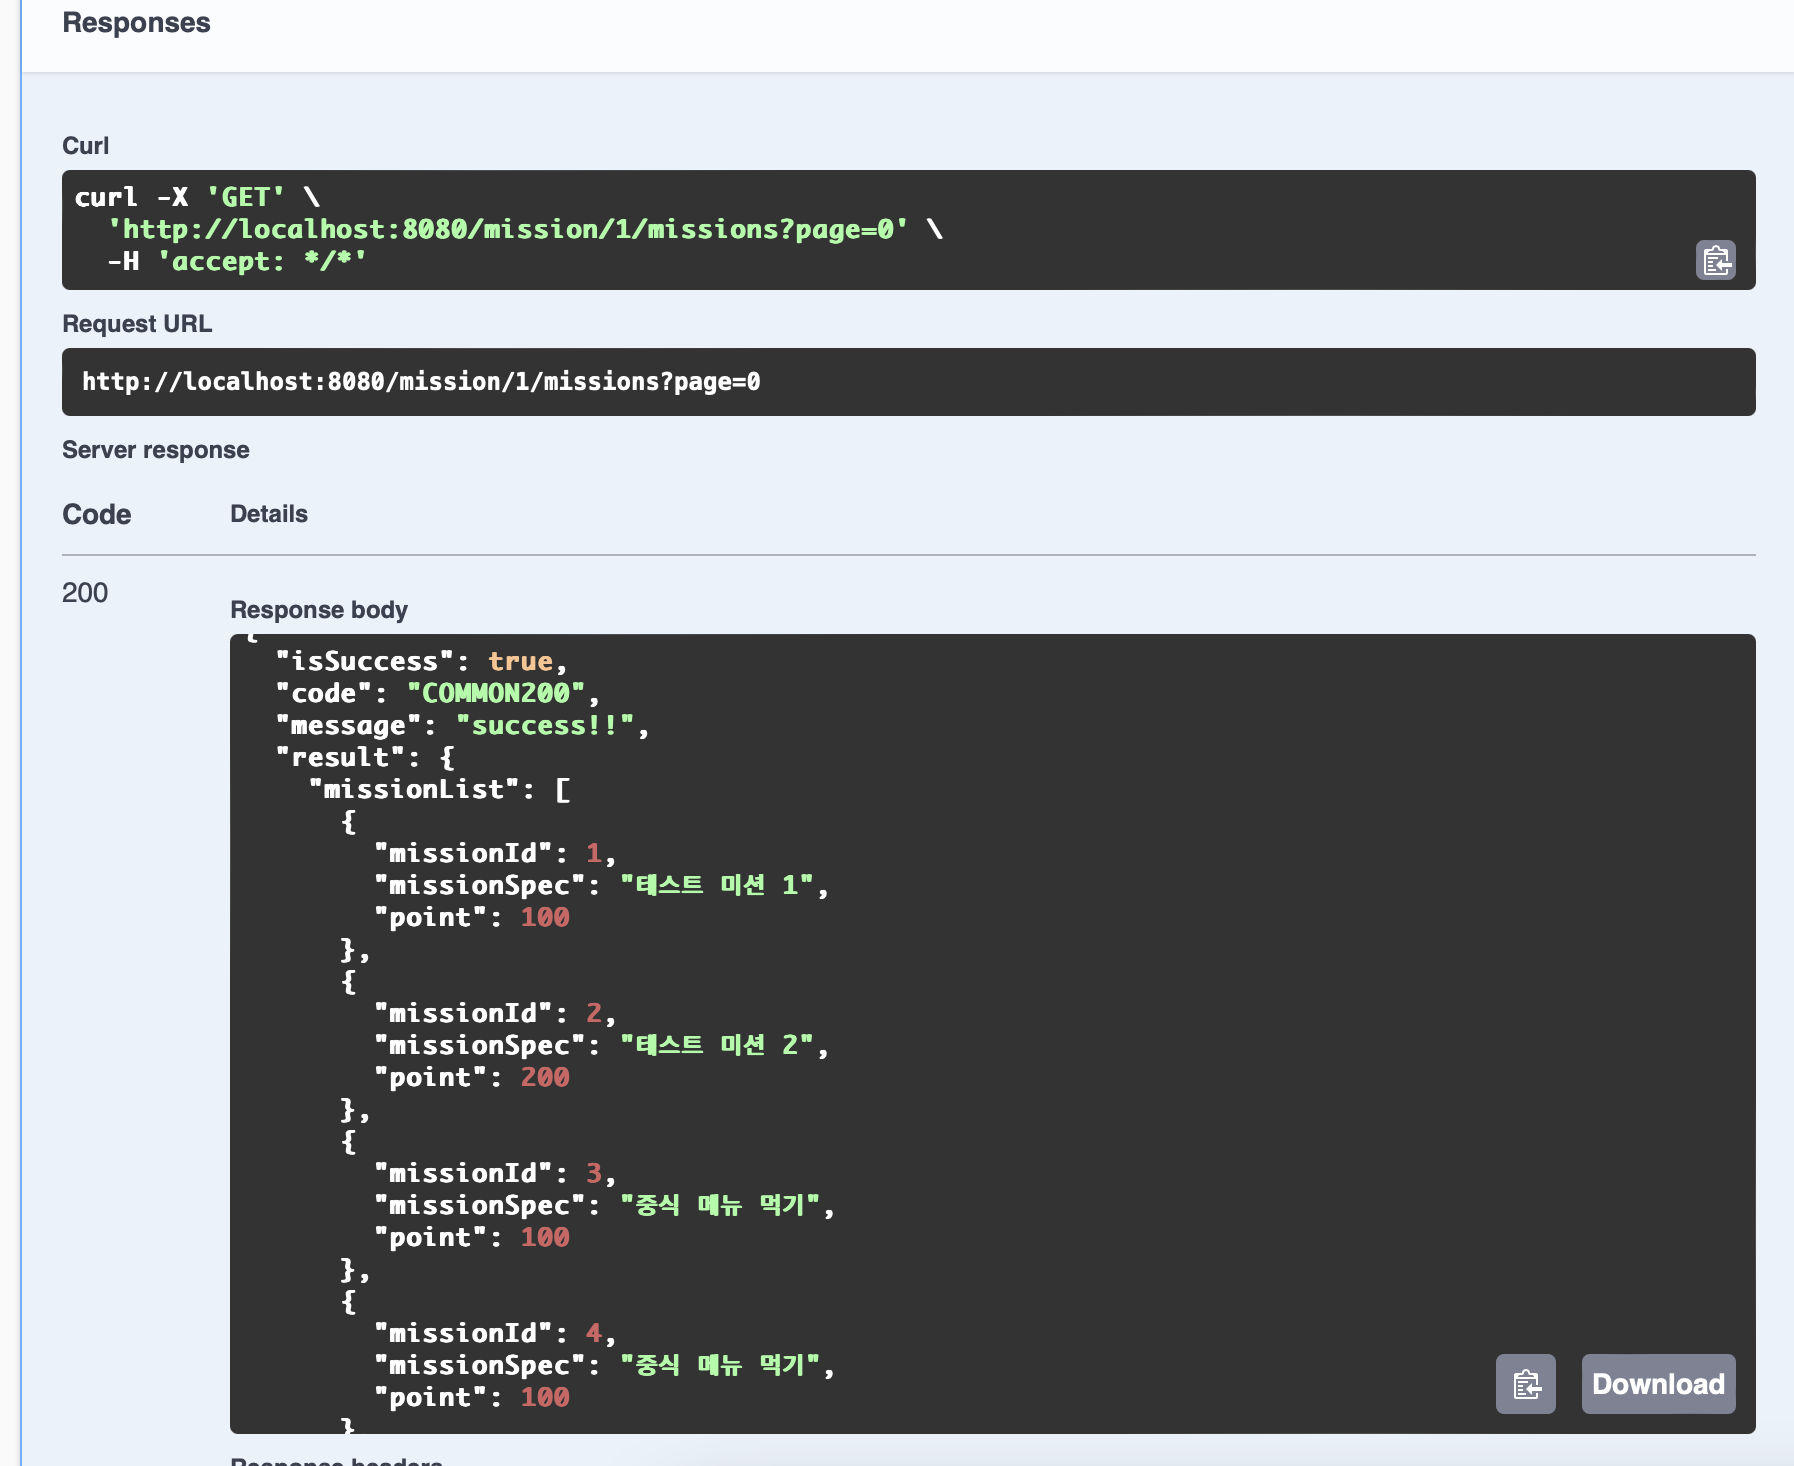 Responses
Curl
curl -X 'GET' \
  'http://localhost:8080/mission/1/missions?page=0' \
  -H 'accept: */*'
Request URL
http://localhost:8080/mission/1/missions?page=0
Server response
Code Details
200
Response body
{
  "isSuccess": true,
  "code": "COMMON200",
  "message": "success!!",
  "result": {
    "missionList": [
      {
        "missionId": 1,
        "missionSpec": "테스트 미션 1",
        "point": 100
      },
      {
        "missionId": 2,
        "missionSpec": "테스트 미션 2",
        "point": 200
      },
      {
        "missionId": 3,
        "missionSpec": "중식 메뉴 먹기",
        "point": 100
      },
      {
        "missionId": 4,
        "missionSpec": "중식 메뉴 먹기",
        "point": 100
      }
Download
Response headers